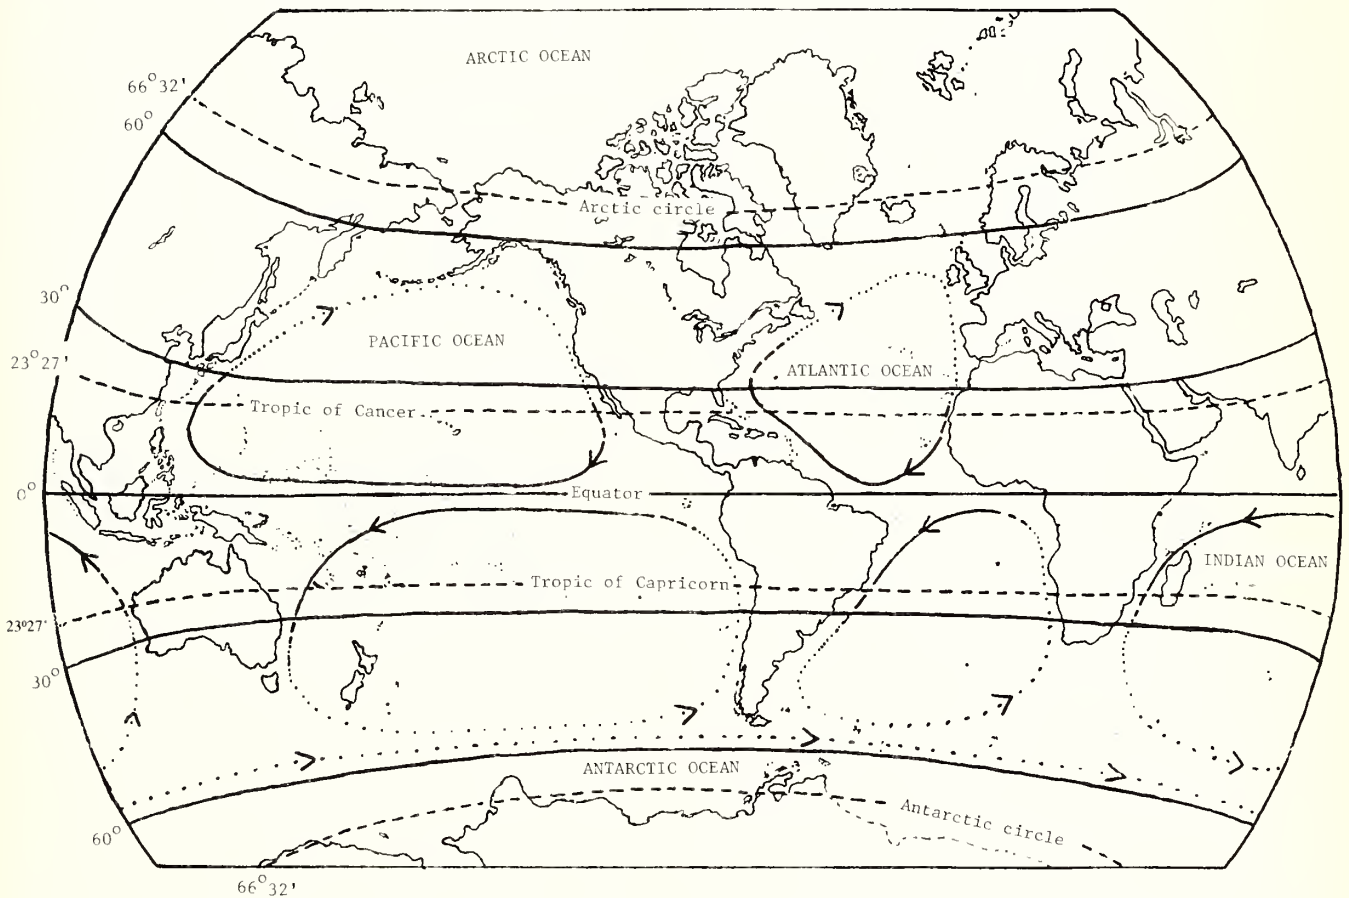 ARCTIC OCEAN
66°32'
60°
Arctic circle
30°
PACIFIC OCEAN
23°27'
ATLANTIC OCEAN
Tropic of Cancer
0°
Equator
INDIAN OCEAN
Tropic of Capricorn
23°27'
30°
ANTARCTIC OCEAN
Antarctic circle
60°
66°32'